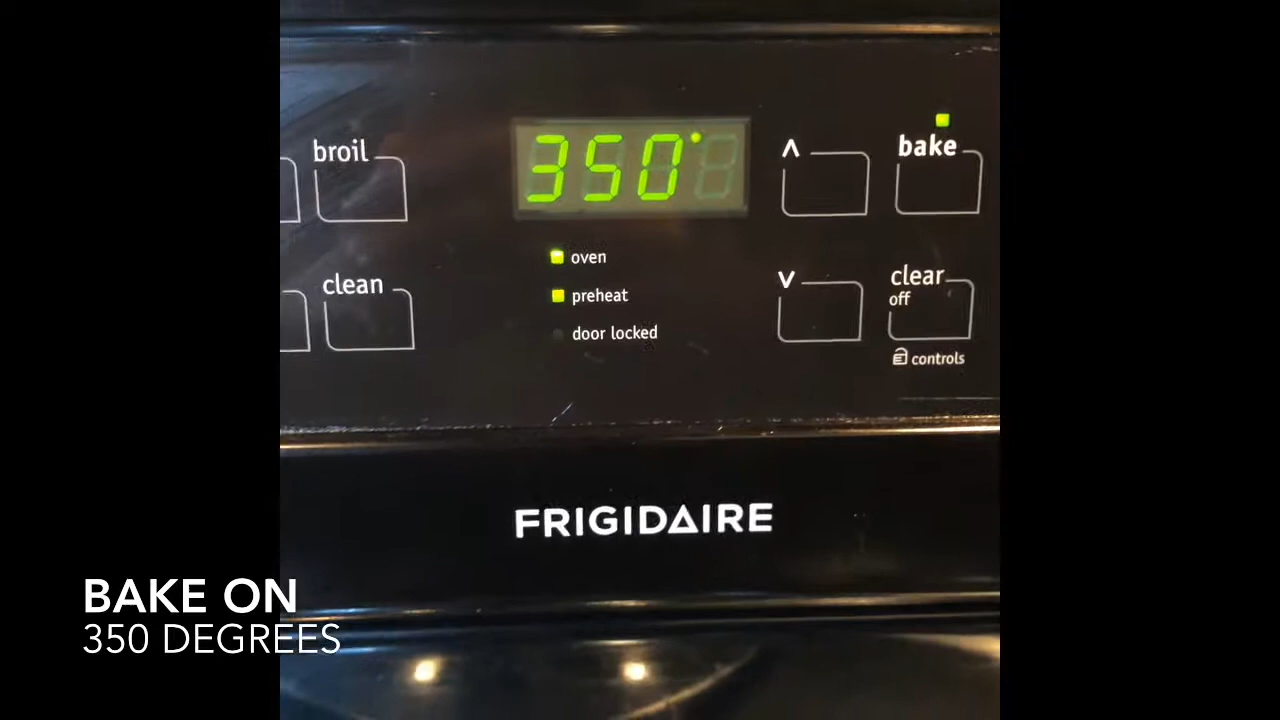 broil
350°
^
bake
oven
clean
preheat
v
clear
off
door locked
controls
FRIGIDAIRE
BAKE ON
350 DEGREES